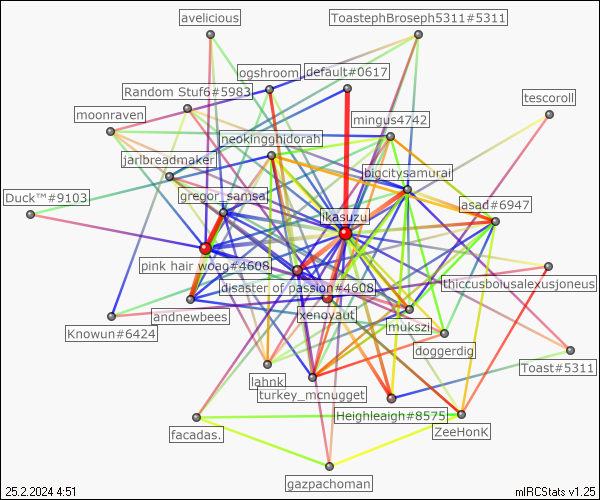 avelicious
ToastephBroseph5311#5311
ogshroom
default#0617
Random Stuf6#5983
tescoroll
moonraven
mingus4742
neokingghidorah
jarlbreadmaker
bigcitysamurai
Duck™#9103
gregor_samsa_
asad#6947
ikasuzu
pink hair woag#4608
disaster of passion#4608
thiccusboiusalexusjoneus
andnewbees
xenoyaut
Knowun#6424
mukszi
doggerdig
Toast#5311
lahnk
turkey_mcnugget
Heighleaigh#8575
facadas.
ZeeHonK
gazpachoman
25.2.2024 4:51
mIRCStats v1.25